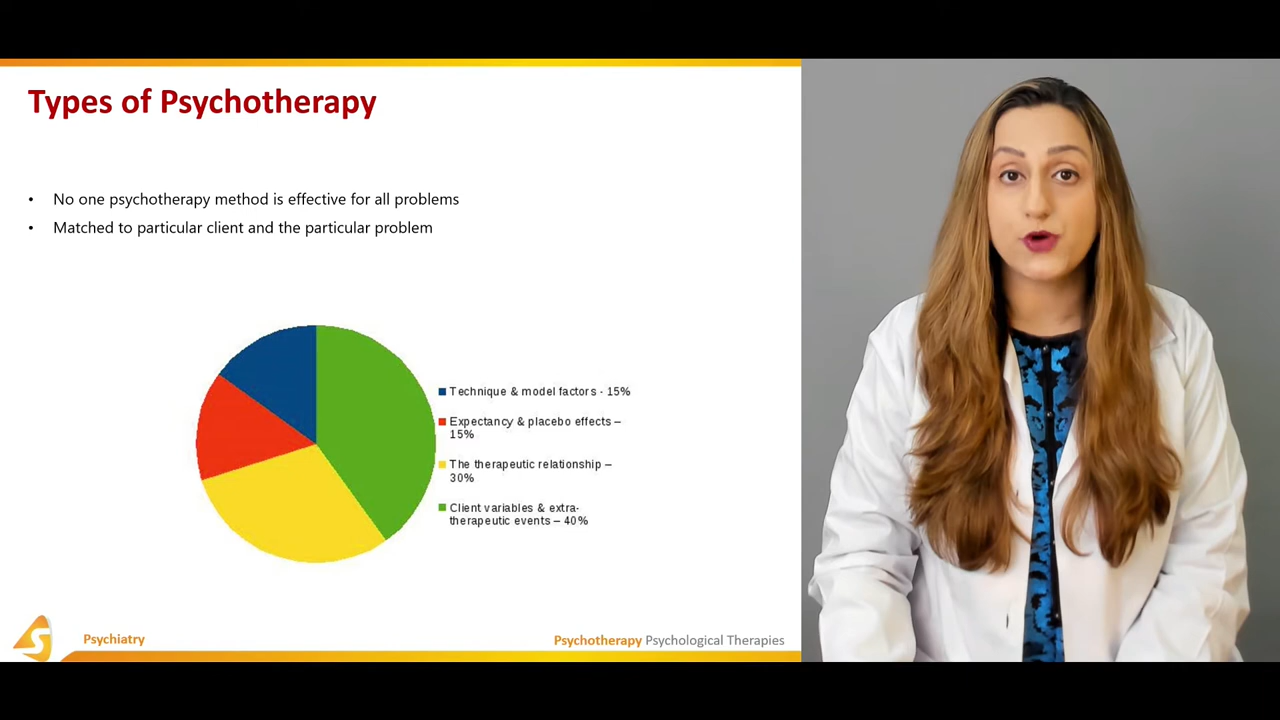 Types of Psychotherapy
• No one psychotherapy method is effective for all problems
• Matched to particular client and the particular problem
Technique & model factors - 15%
Expectancy & placebo effects –
15%
The therapeutic relationship –
30%
Client variables & extra-
therapeutic events – 40%
S
Psychiatry
Psychotherapy Psychological Therapies